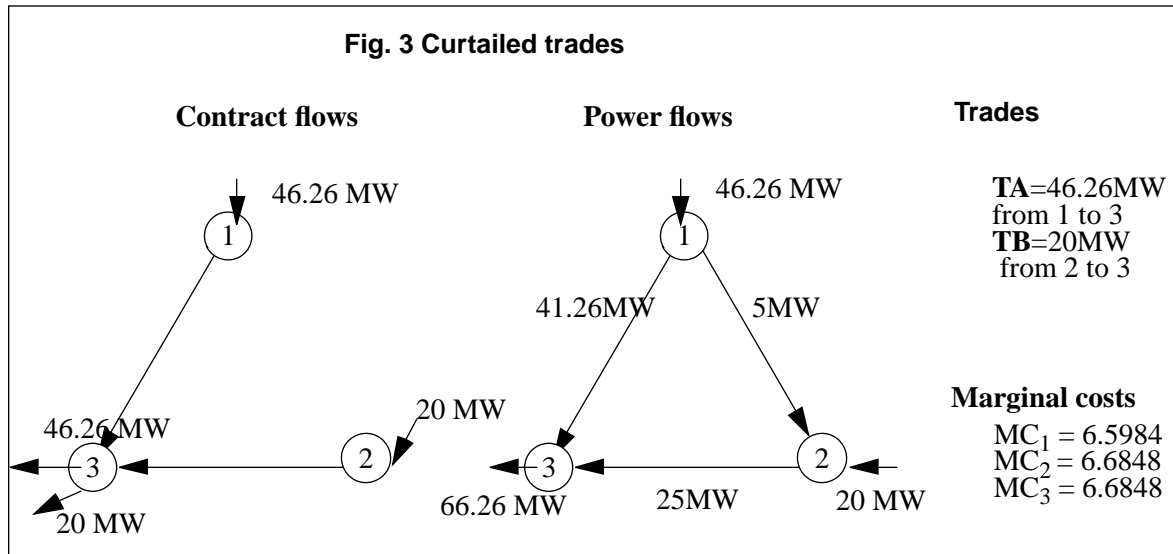 Fig. 3 Curtailed trades
Contract flows
46.26 MW
1
46.26 MW
3
20 MW
2
20 MW
Power flows
46.26 MW
1
41.26MW
5MW
3
66.26 MW
25MW
2
20 MW
Trades
TA=46.26MW
from 1 to 3
TB=20MW
from 2 to 3
Marginal costs
MC1 = 6.5984
MC2 = 6.6848
MC3 = 6.6848